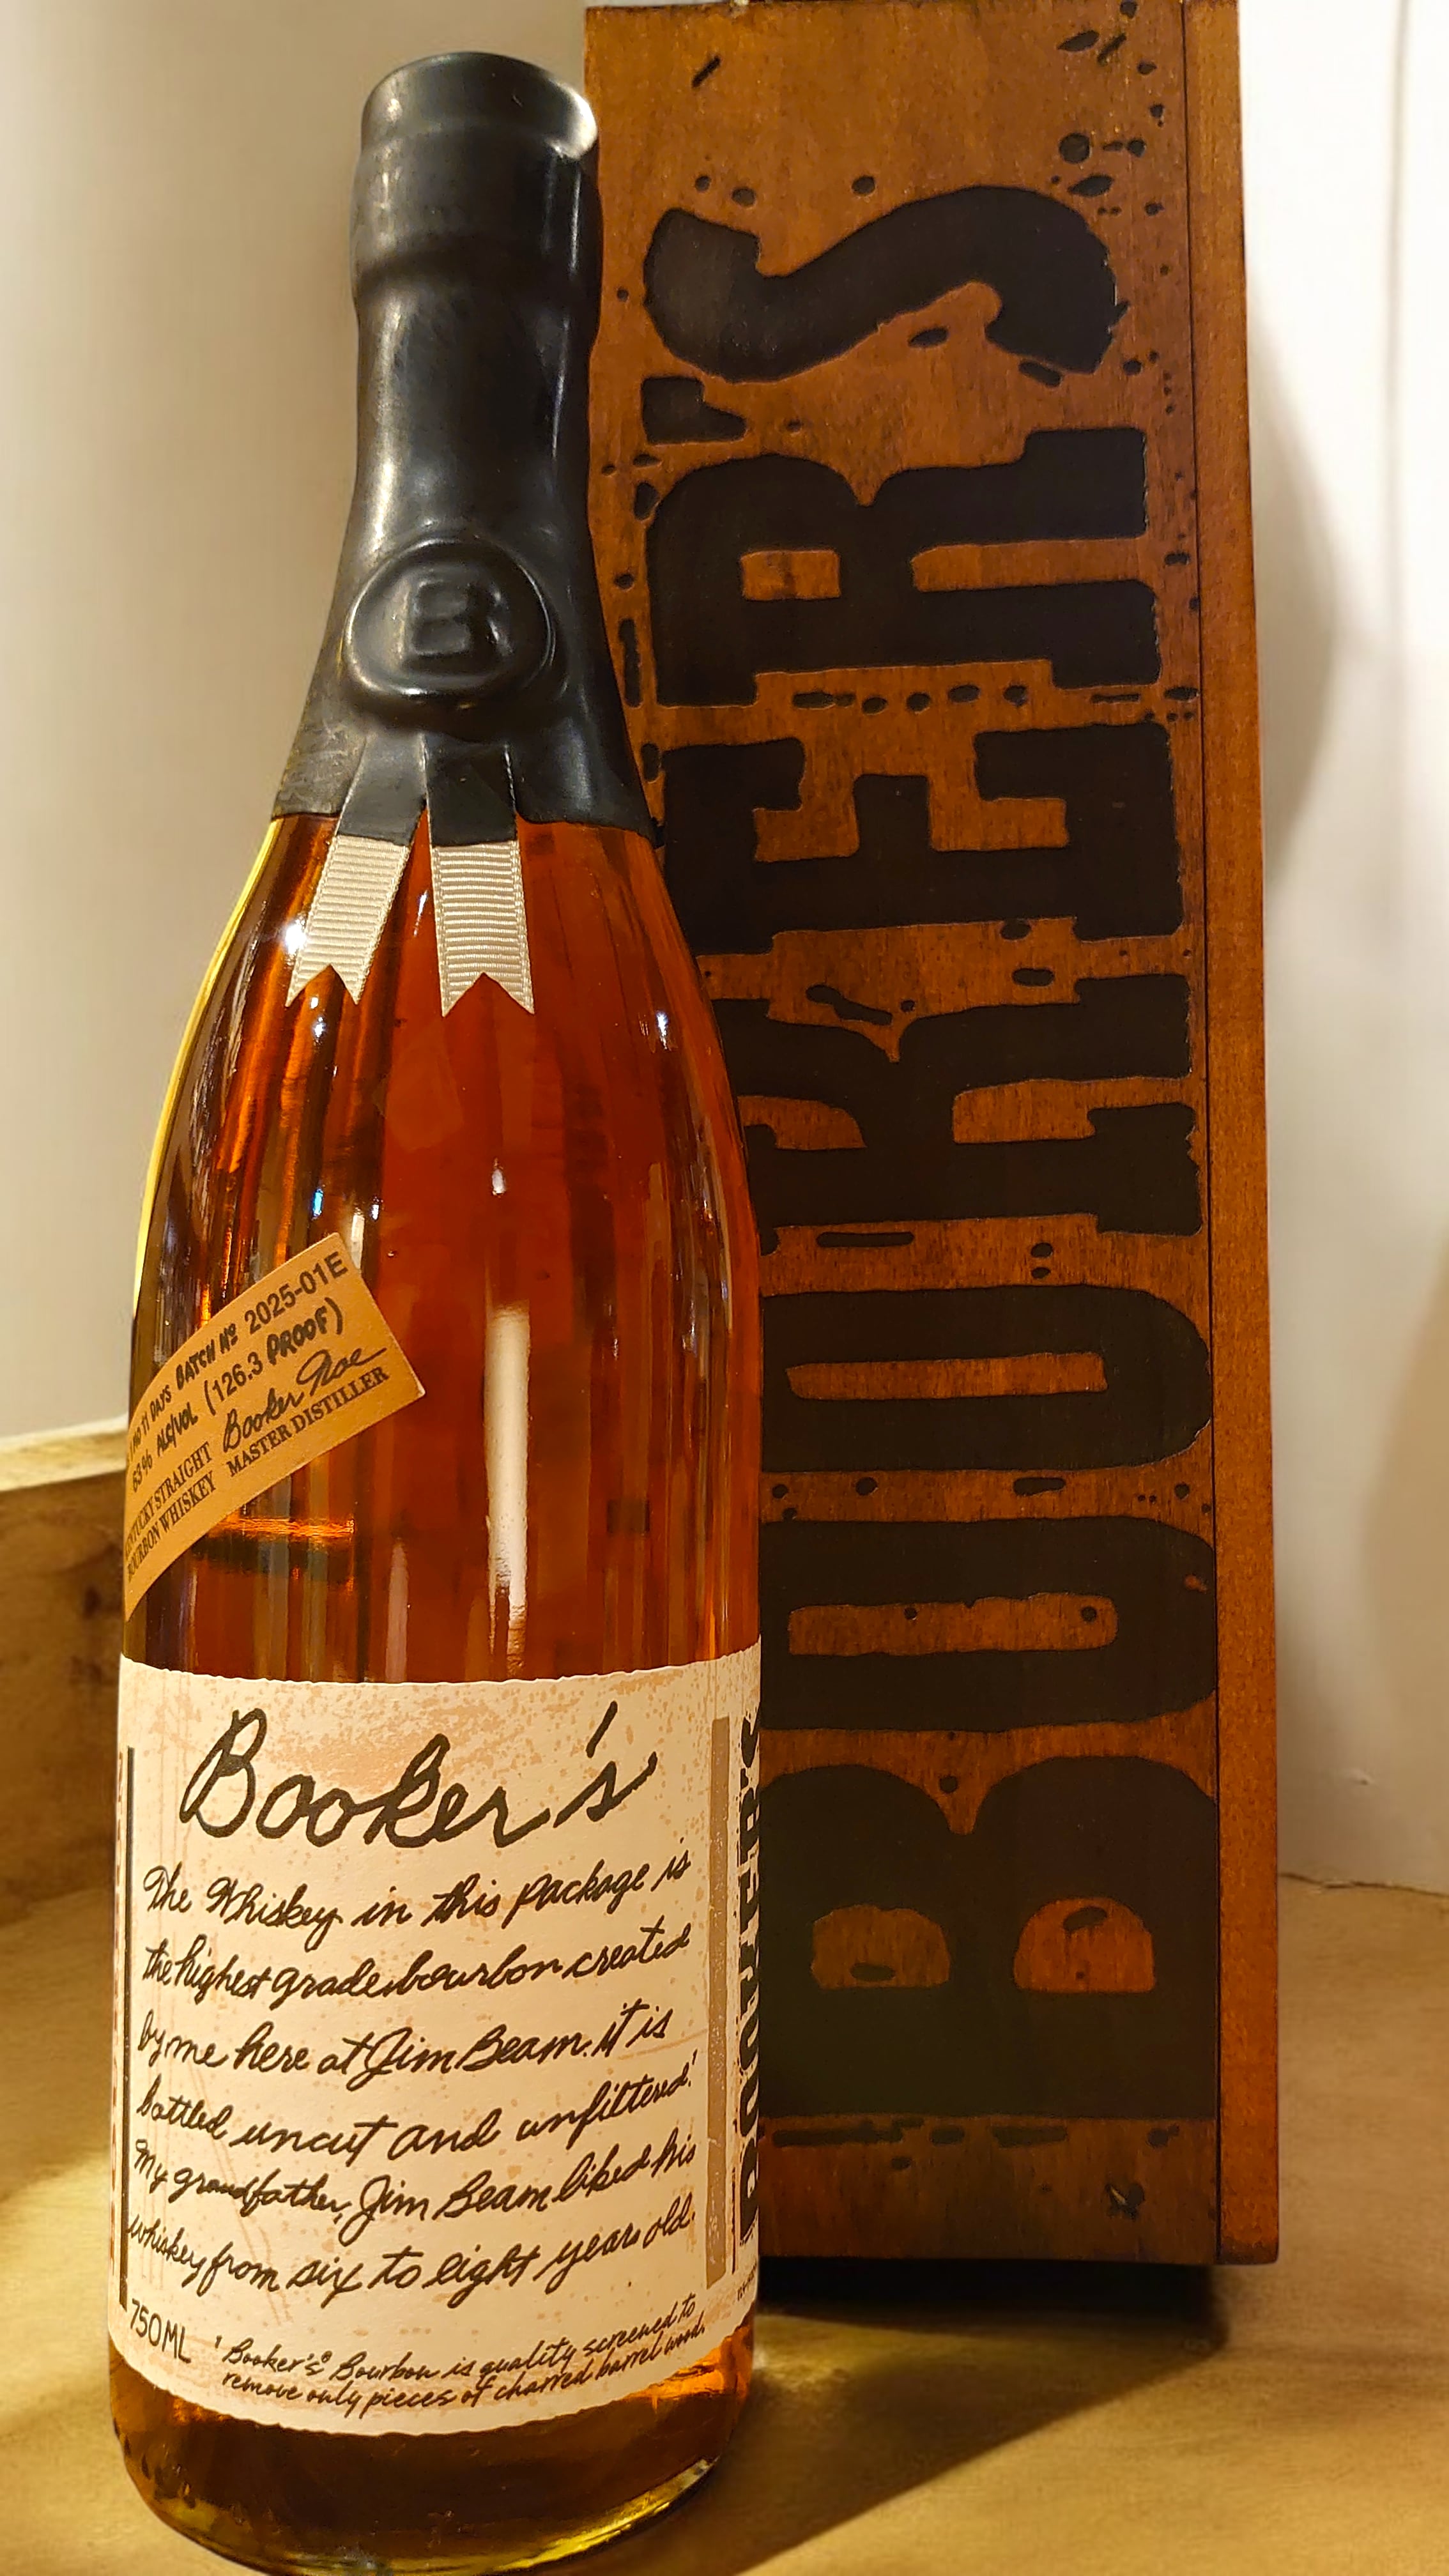 B
BOOKER'S
11 DAYS BATCH Nº 2025-01E
63% ALC/VOL (126.3 PROOF)
KENTUCKY STRAIGHT
BOURBON WHISKEY
Booker Noe
MASTER DISTILLER
Booker's
The Whiskey in this package is
the highest grade bourbon created
by me here at Jim Beam. it is
bottled uncut and unfiltered.'
My grandfather, Jim Beam liked his
whiskey from six to eight years old.
750ML
' Booker's® Bourbon is quality screened to
remove only pieces of charred barrel wood.
BOOKER'S